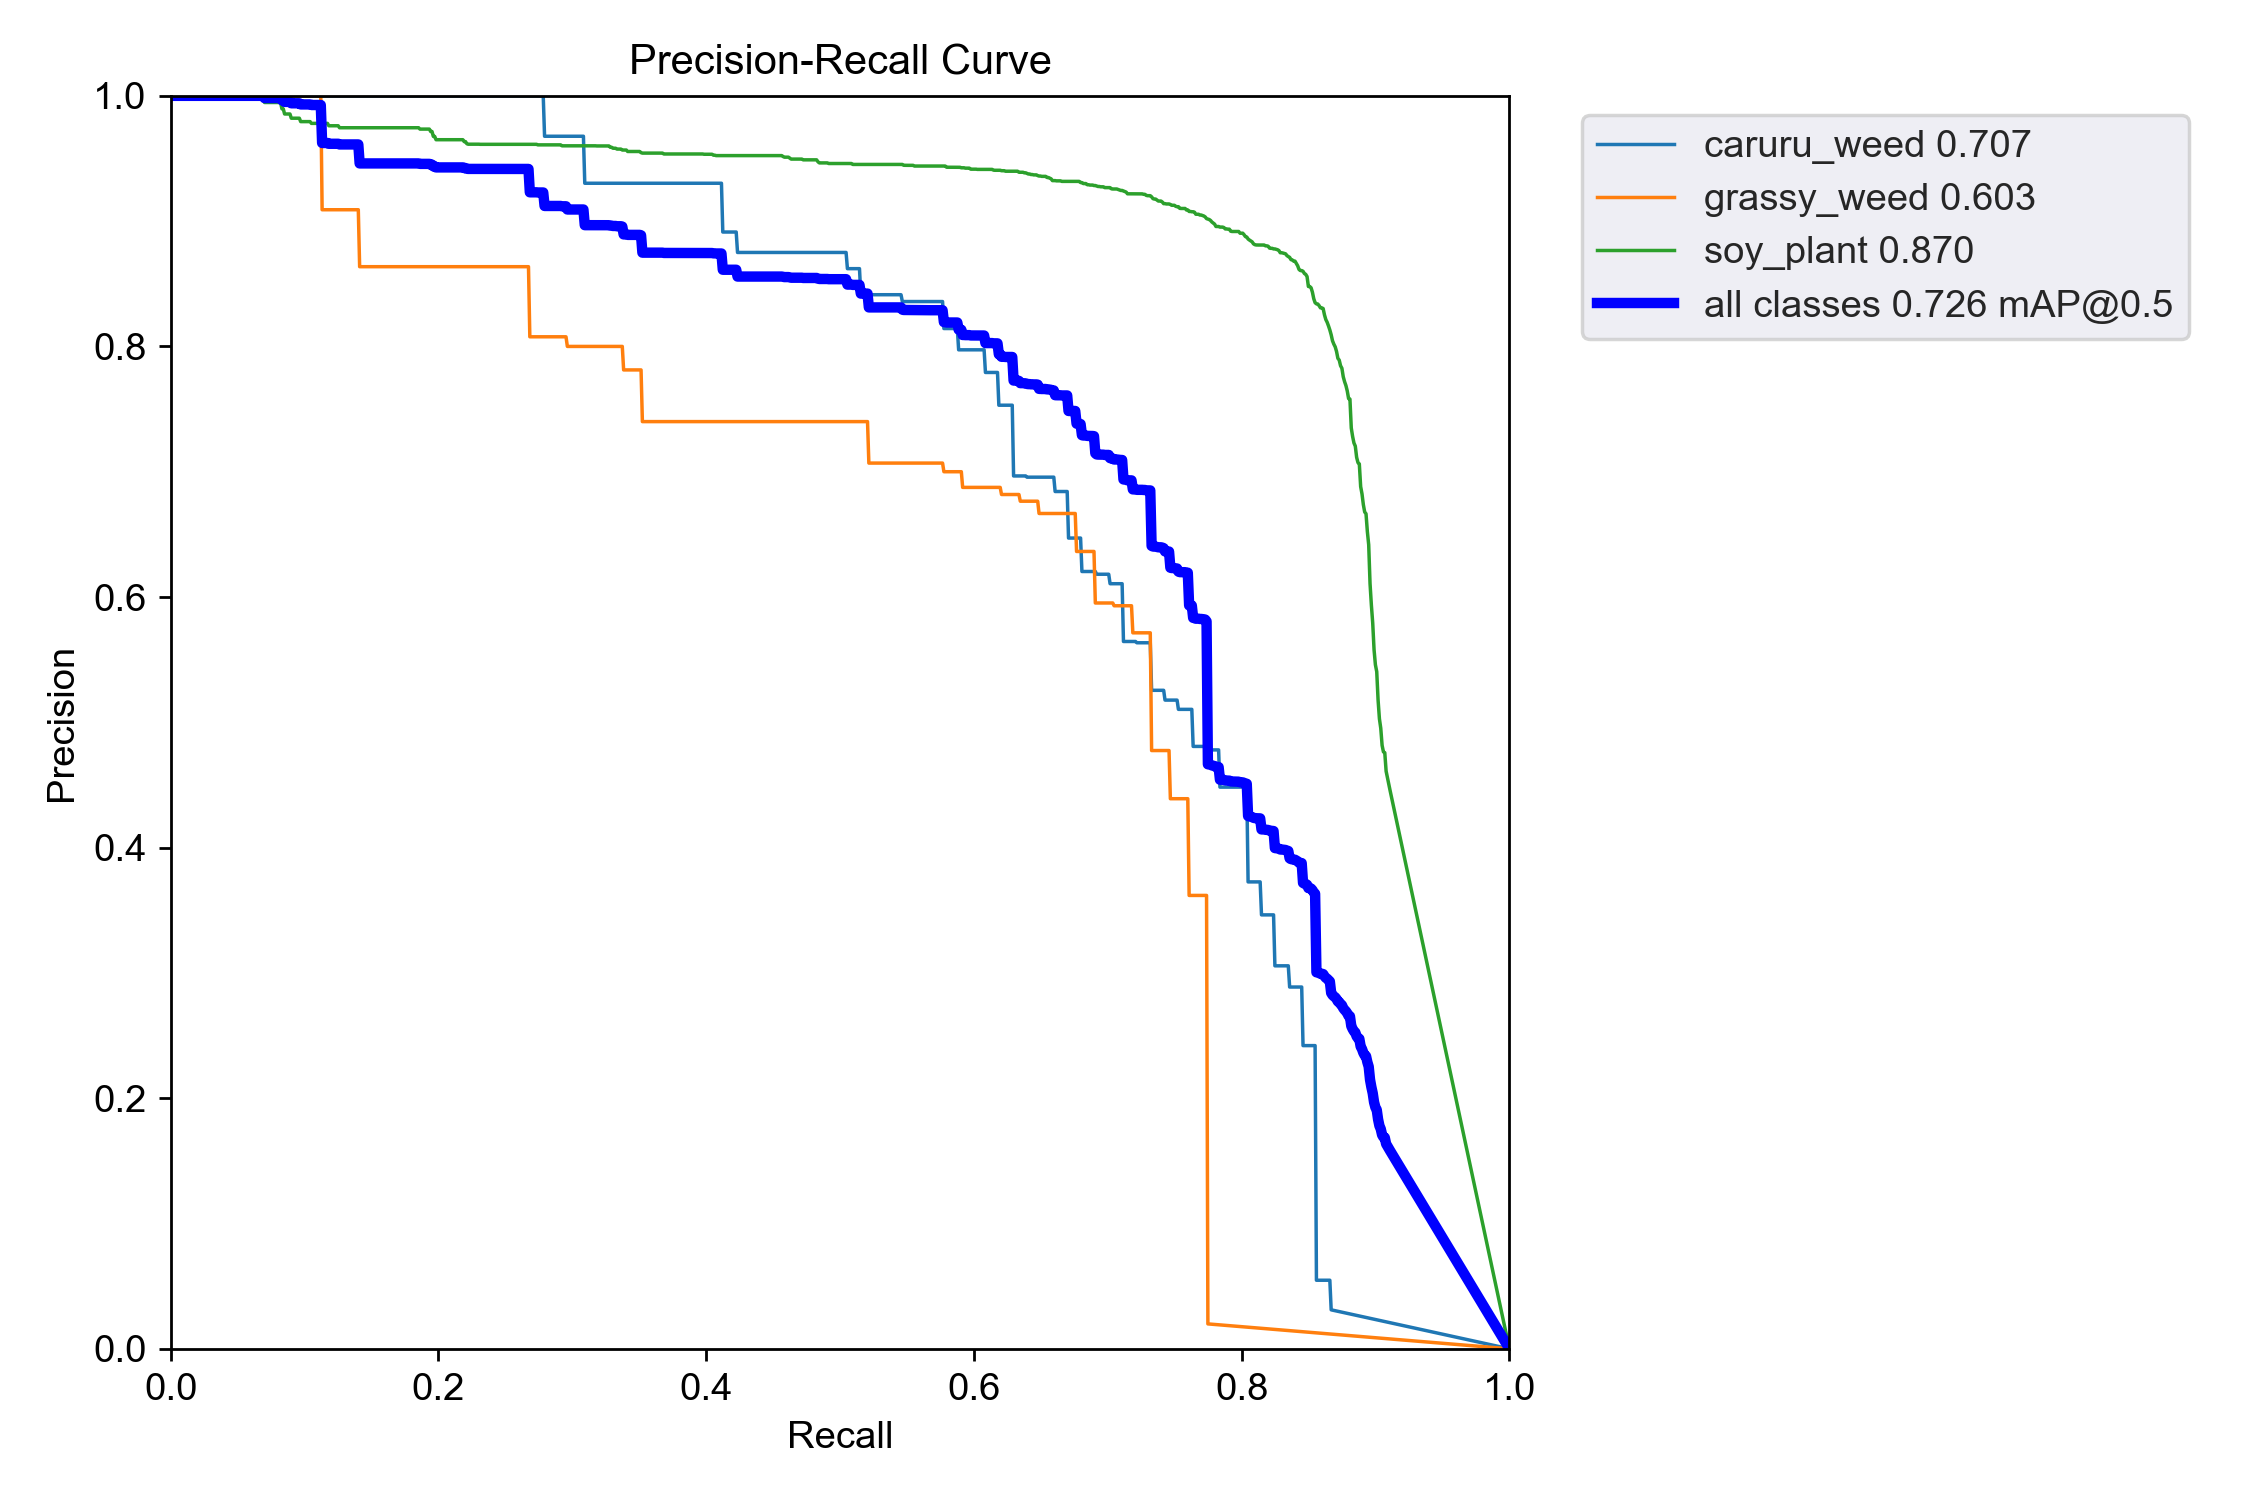 Precision-Recall Curve
1.0
0.8
0.6
0.4
0.2
0.0
Precision
0.0 0.2 0.4 0.6 0.8 1.0
Recall
caruru_weed 0.707
grassy_weed 0.603
soy_plant 0.870
all classes 0.726 mAP@0.5